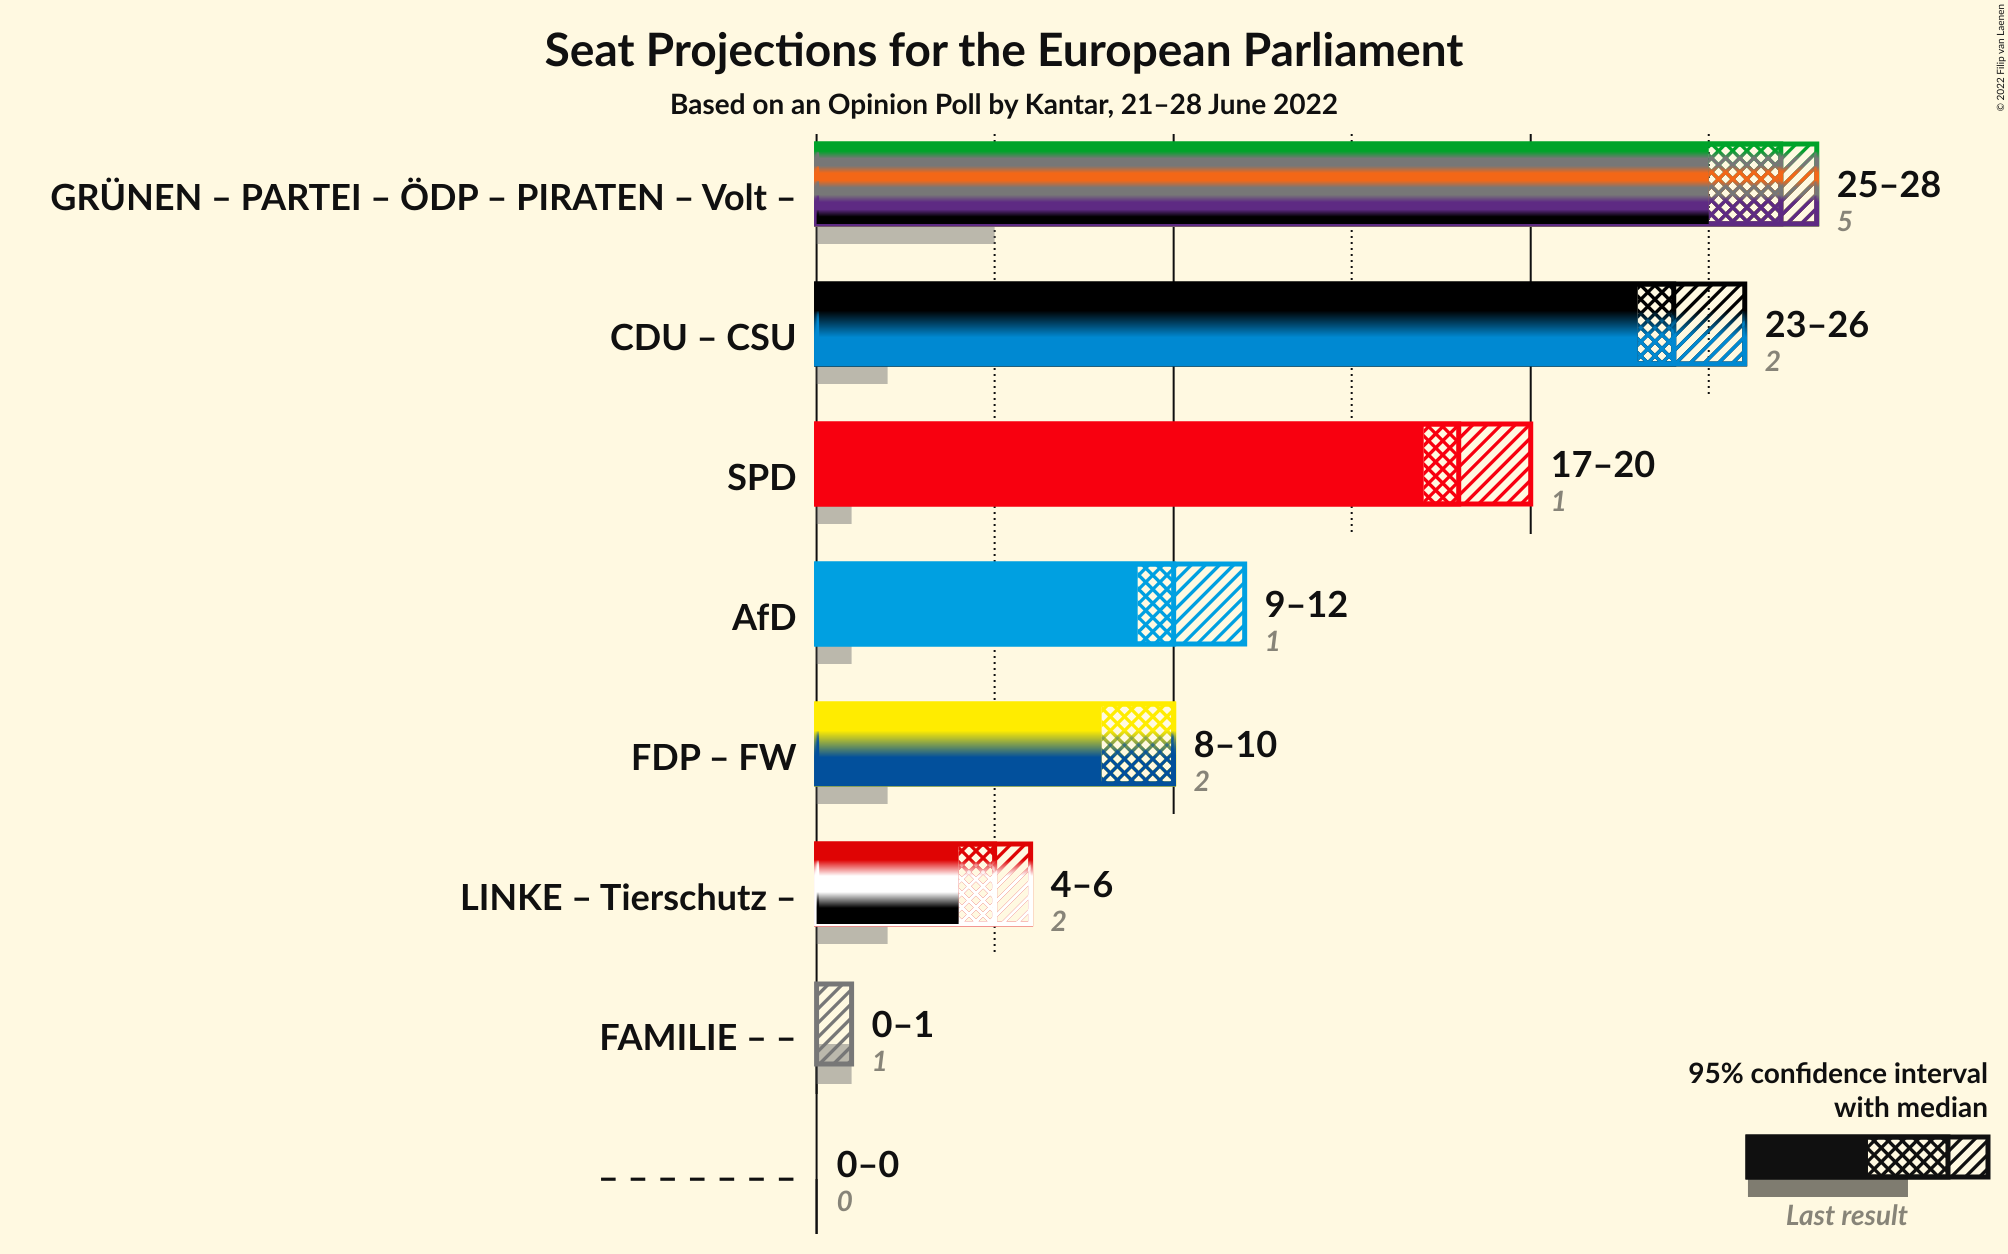 Seat Projections for the European Parliament
Based on an Opinion Poll by Kantar, 21–28 June 2022
© 2022 Filip van Laenen
GRÜNEN – PARTEI – ÖDP – PIRATEN – Volt –
25–28
5
CDU – CSU
23–26
2
SPD
17–20
1
AfD
9–12
1
FDP – FW
8–10
2
LINKE – Tierschutz –
4–6
2
FAMILIE – –
0–1
1
– – – – – – –
0–0
0
95% confidence interval
with median
Last result